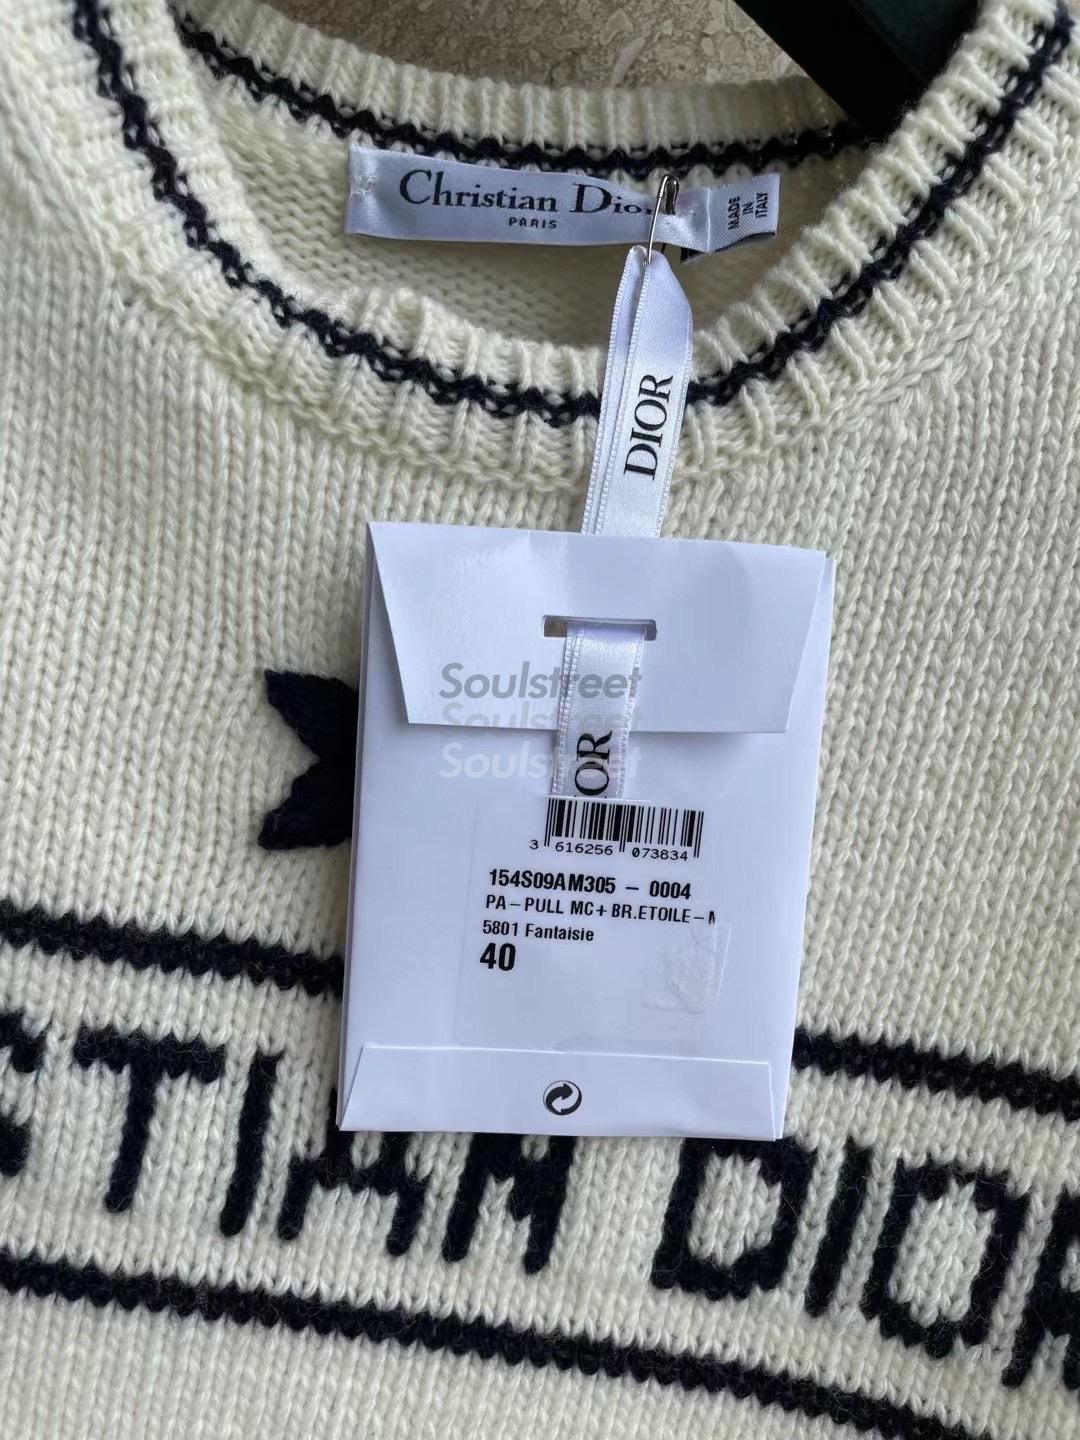 Christian Dior
PARIS
MADE
IN
ITALY
DIOR
Soulstreet
Soulstreet
Soulstreet
IOR
3 616256 073834
154S09AM305 - 0004
PA-PULL MC+ BR.ETOILE-
5801 Fantaisie
40
STIAN DIOR